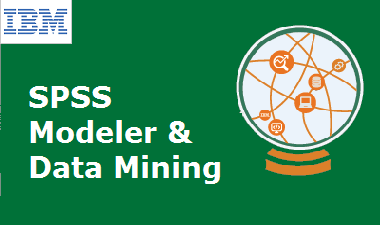 IBM
SPSS
Modeler &
Data Mining